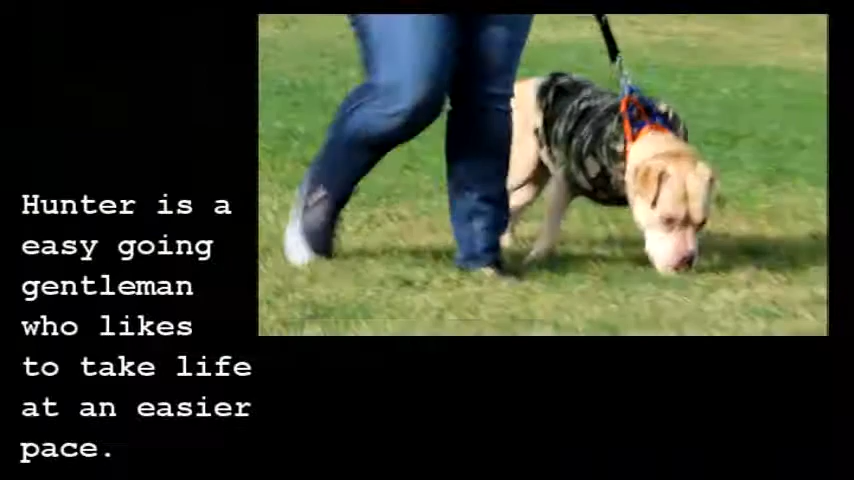 Hunter is a
easy going
gentleman
who likes
to take life
at an easier
pace.